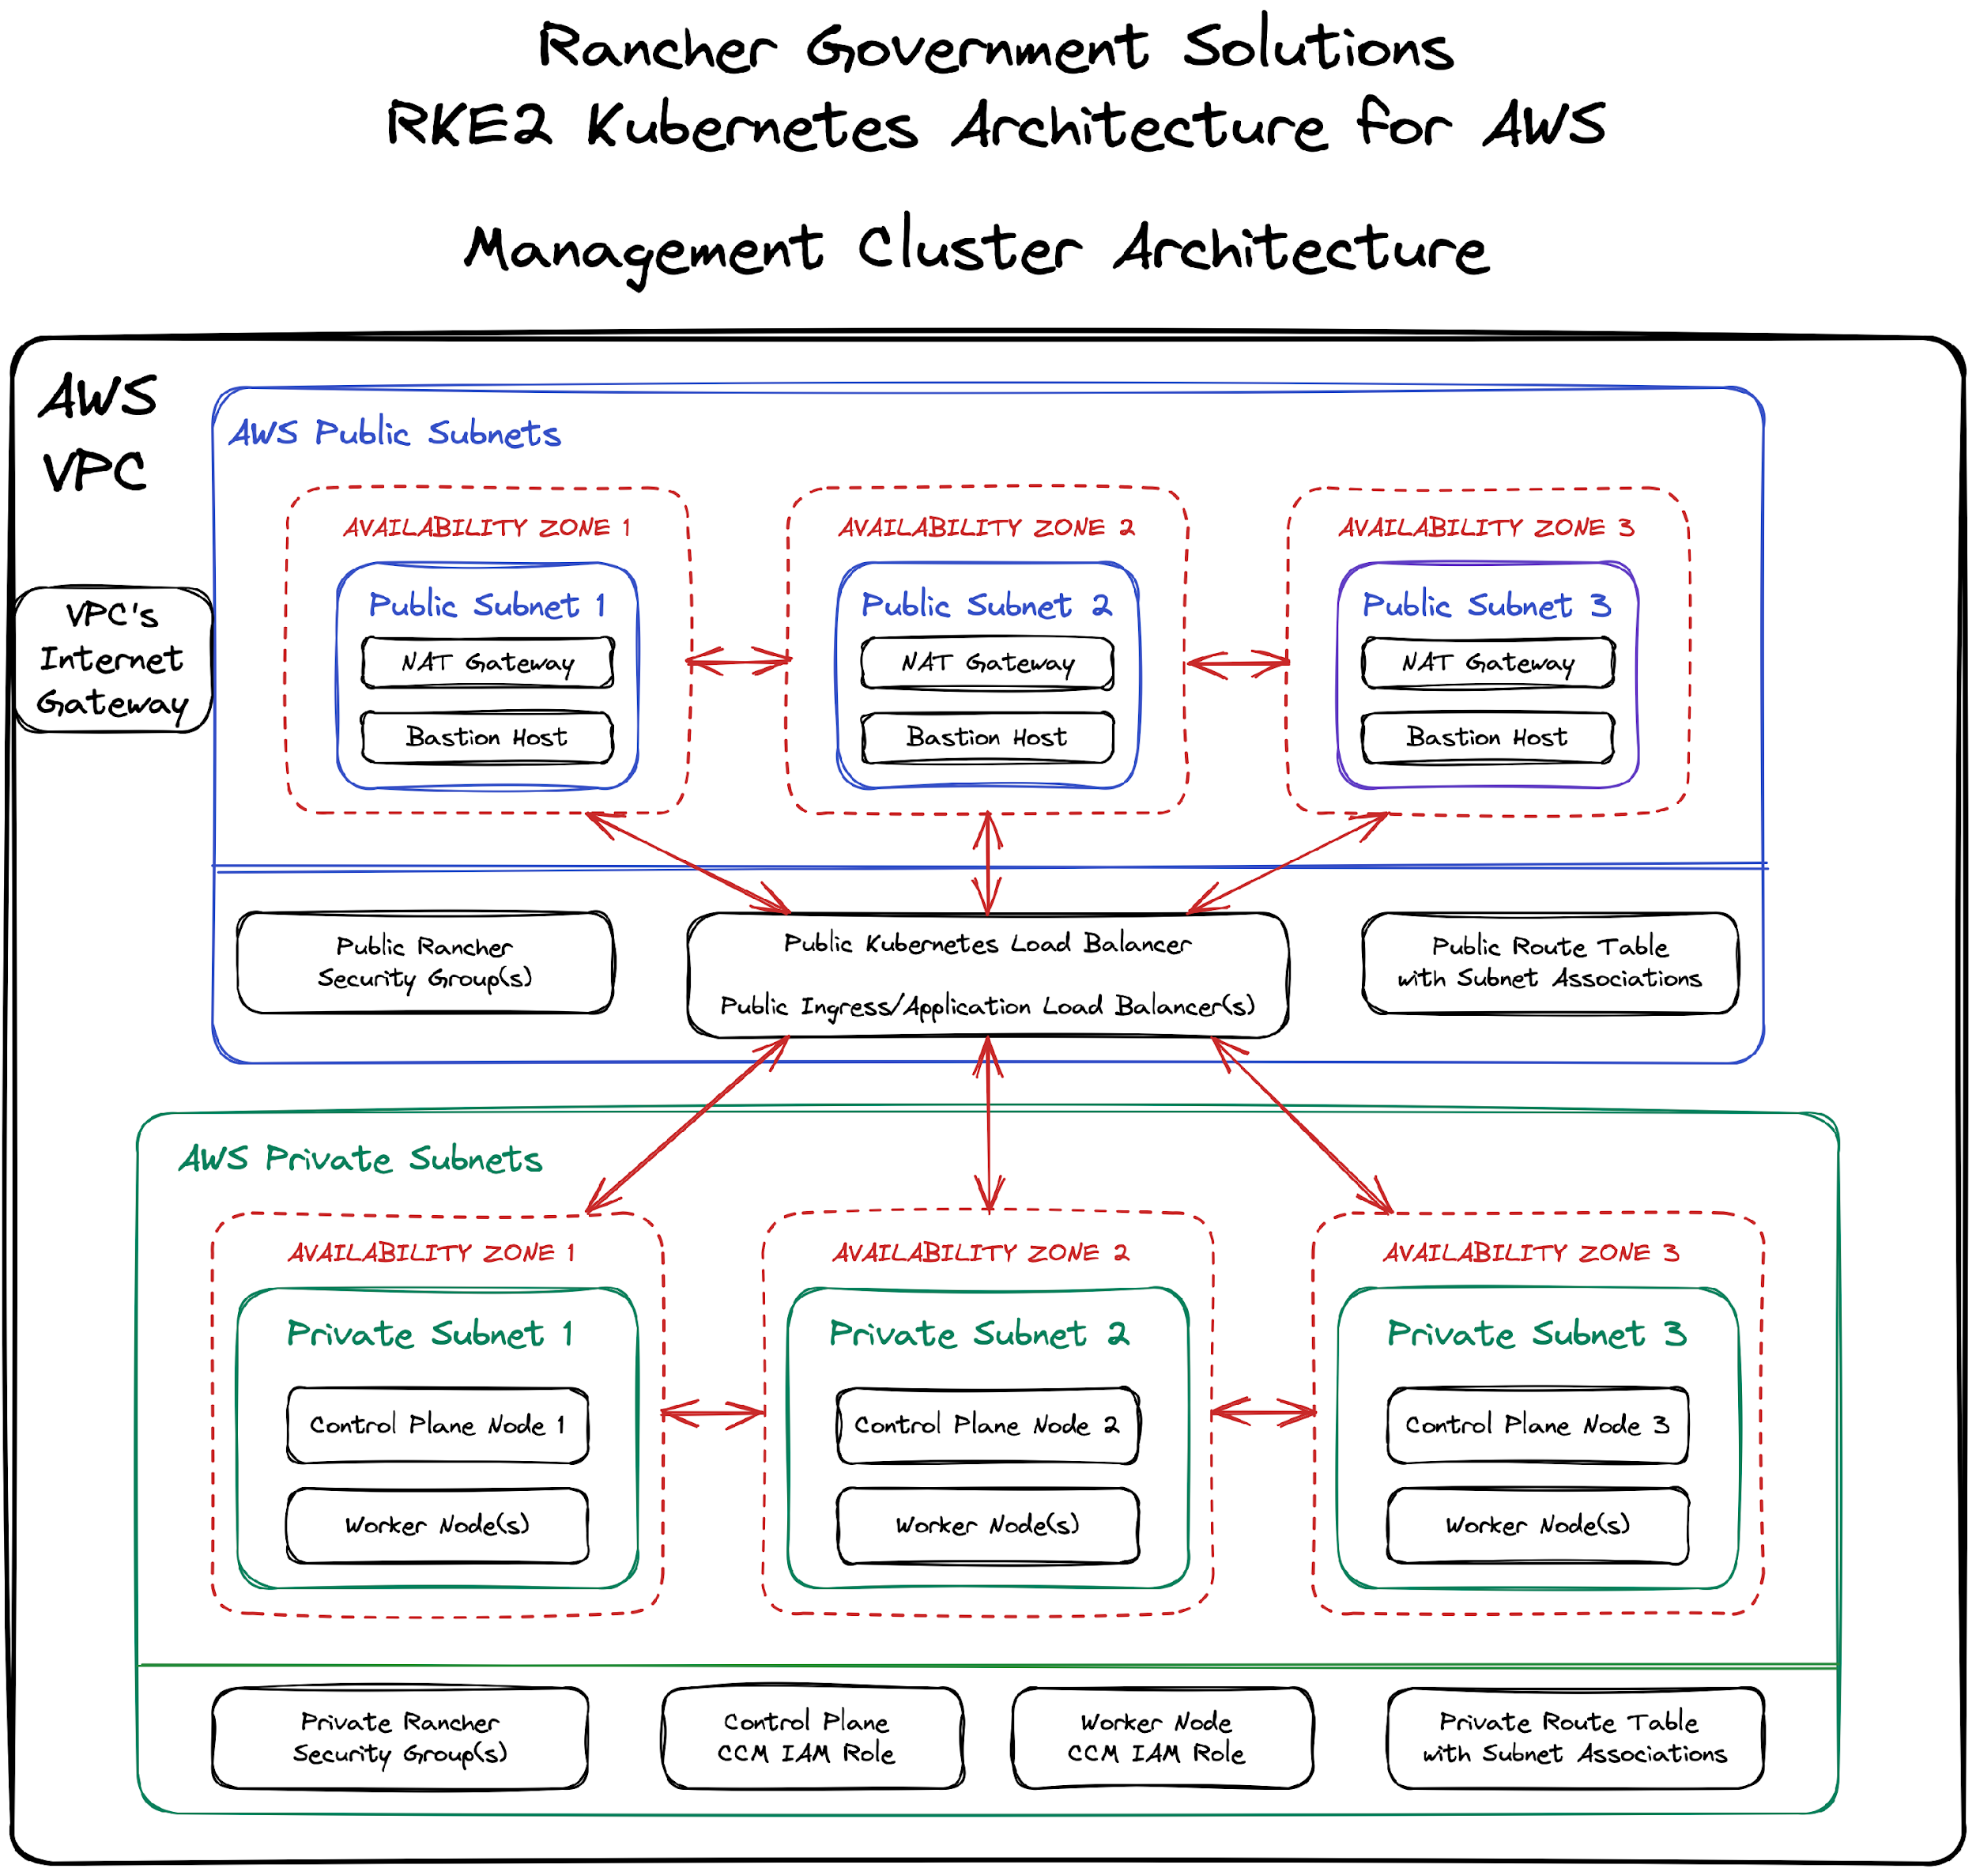 Rancher Government Solutions
RKE2 Kubernetes Architecture for AWS
Management Cluster Architecture
AWS
VPC
AWS Public Subnets
AVAILABILITY ZONE 1
AVAILABILITY ZONE 2
AVAILABILITY ZONE 3
VPC's
Internet
Gateway
Public Subnet 1
Public Subnet 2
Public Subnet 3
NAT Gateway
NAT Gateway
NAT Gateway
Bastion Host
Bastion Host
Bastion Host
Public Rancher
Security Group(s)
Public Kubernetes Load Balancer
Public Ingress/Application Load Balancer(s)
Public Route Table
with Subnet Associations
AWS Private Subnets
AVAILABILITY ZONE 1
AVAILABILITY ZONE 2
AVAILABILITY ZONE 3
Private Subnet 1
Private Subnet 2
Private Subnet 3
Control Plane Node 1
Control Plane Node 2
Control Plane Node 3
Worker Node(s)
Worker Node(s)
Worker Node(s)
Private Rancher
Security Group(s)
Control Plane
CCM IAM Role
Worker Node
CCM IAM Role
Private Route Table
with Subnet Associations